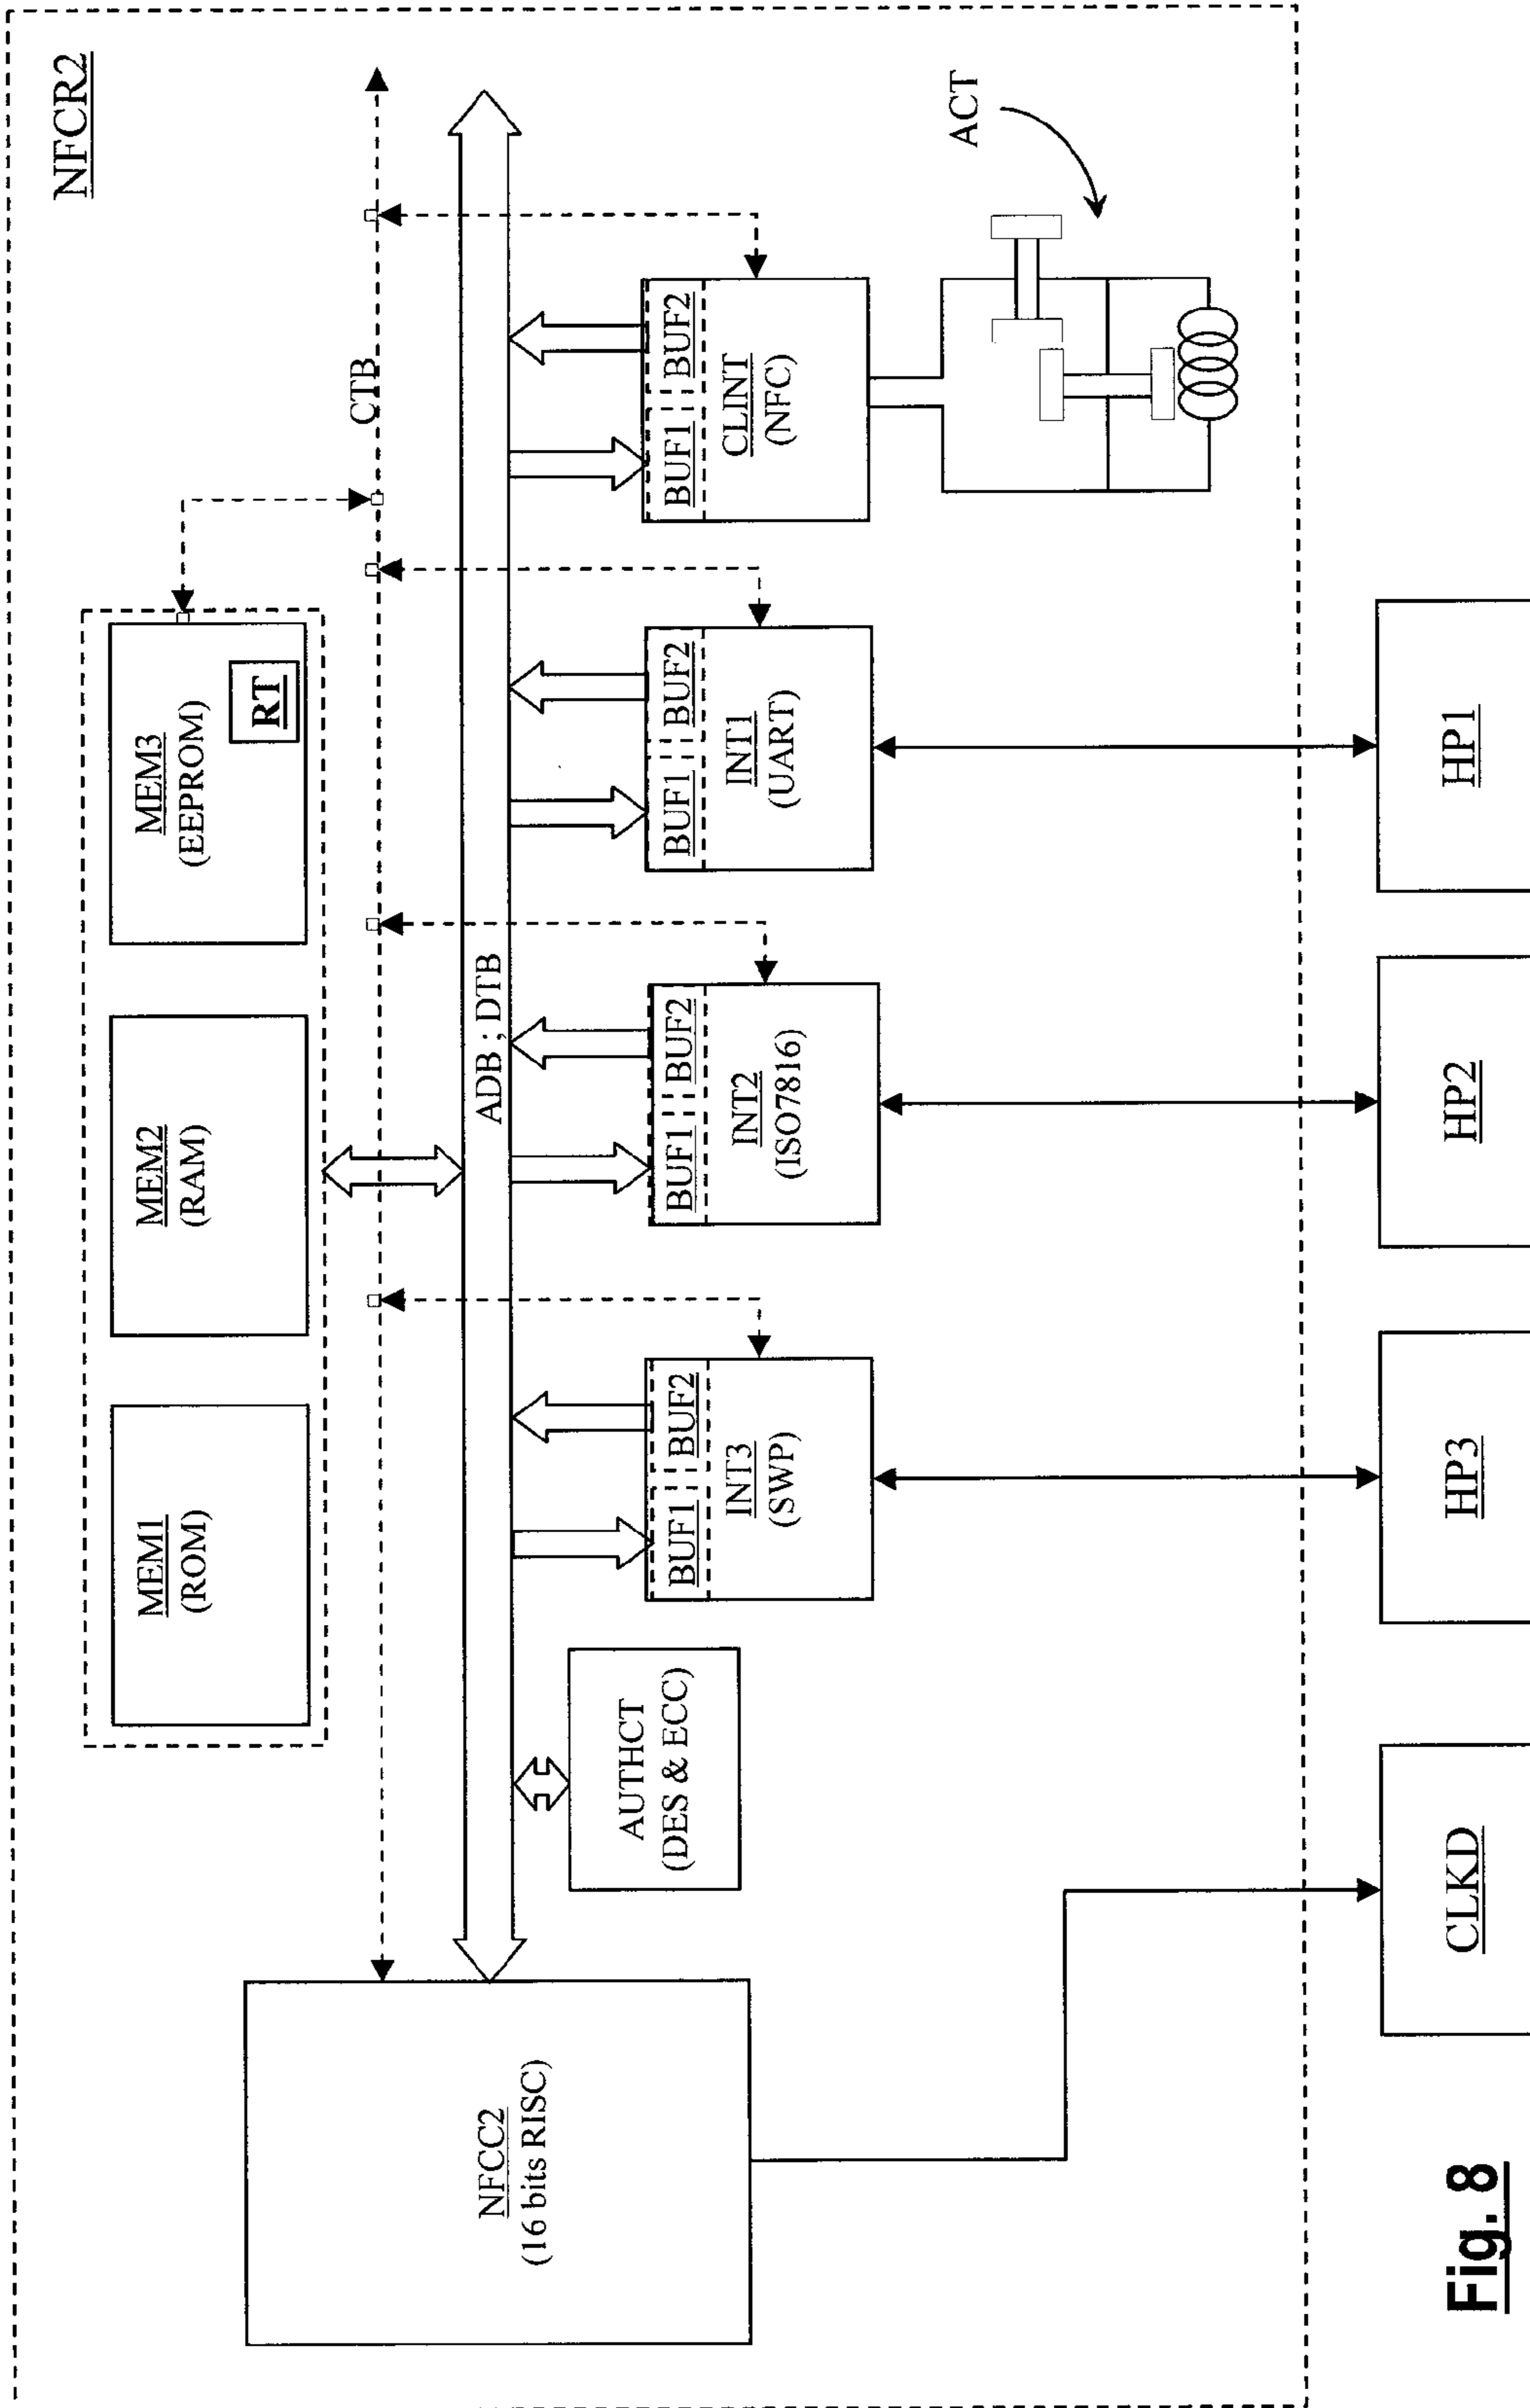 NFCR2
MEM1
(ROM)
MEM2
(RAM)
MEM3
(EEPROM)
RT
CTB
ADB ; DTB
NFCC2
(16 bits RISC)
AUTHCT
(DES & ECC)
BUF1 BUF2
INT3
(SWP)
BUF1 BUF2
INT2
(ISO7816)
BUF1 BUF2
INT1
(UART)
BUF1 BUF2
CLINT
(NFC)
ACT
CLKD
HP3
HP2
HP1
Fig. 8